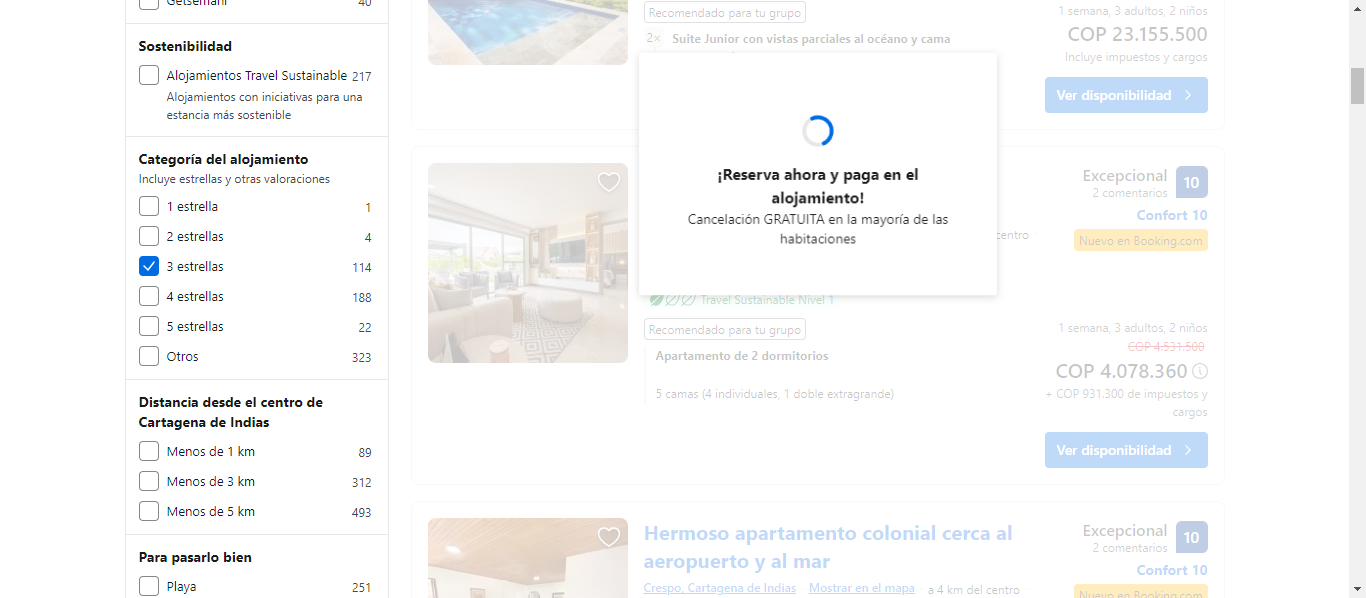 Getsemaní 40
Sostenibilidad
Alojamientos Travel Sustainable 217
Alojamientos con iniciativas para una
estancia más sostenible
Categoría del alojamiento
Incluye estrellas y otras valoraciones
1 estrella 1
2 estrellas 4
3 estrellas 114
4 estrellas 188
5 estrellas 22
Otros 323
Distancia desde el centro de
Cartagena de Indias
Menos de 1 km 89
Menos de 3 km 312
Menos de 5 km 493
Para pasarlo bien
Playa 251
Recomendado para tu grupo
2× Suite Junior con vistas parciales al océano y cama
1 semana, 3 adultos, 2 niños
COP 23.155.500
Incluye impuestos y cargos
Ver disponibilidad
¡Reserva ahora y paga en el
alojamiento!
Cancelación GRATUITA en la mayoría de las
habitaciones
centro
Excepcional 10
2 comentarios
Confort 10
Nuevo en Booking.com
Travel Sustainable Nivel 1
Recomendado para tu grupo
Apartamento de 2 dormitorios
5 camas (4 individuales, 1 doble extragrande)
1 semana, 3 adultos, 2 niños
COP 4.531.500
COP 4.078.360
+ COP 931.300 de impuestos y
cargos
Ver disponibilidad
Hermoso apartamento colonial cerca al
aeropuerto y al mar
Crespo, Cartagena de Indias Mostrar en el mapa a 4 km del centro
Excepcional 10
2 comentarios
Confort 10
Nuevo en Booking.com